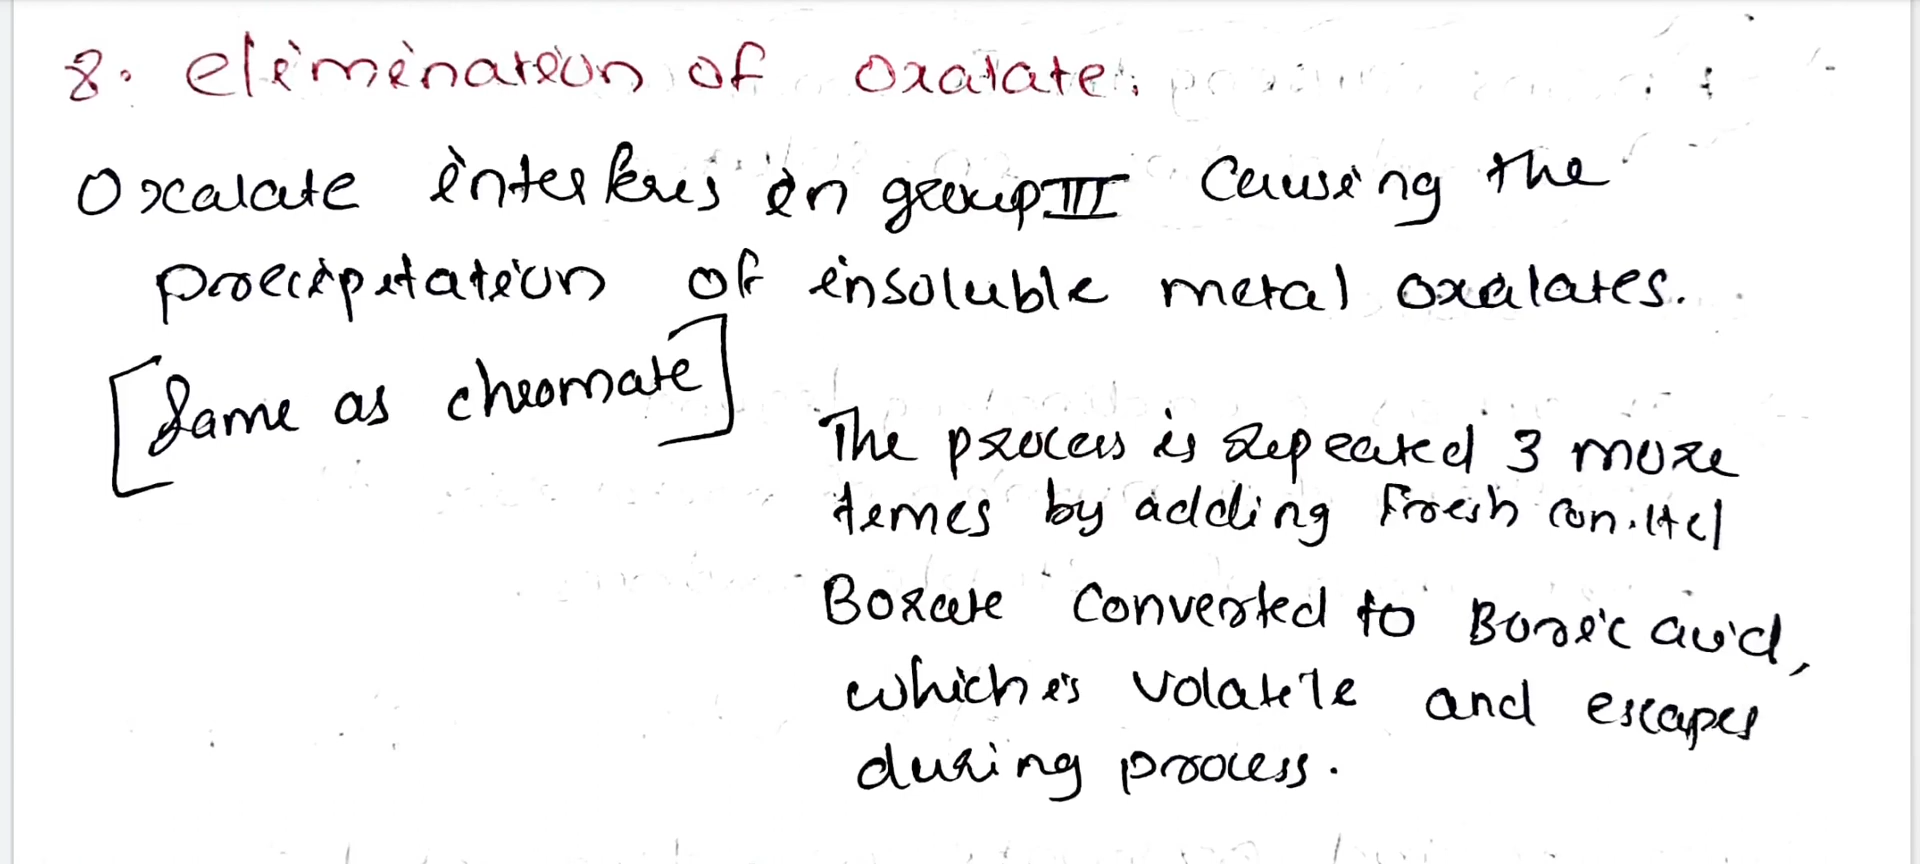 8. elimination of oxalate:
Oxalate interferes in group III causing the
precipitation of insoluble metal oxalates.
[Same as chromate]
The process is repeated 3 more
times by adding Fresh con. HCl
Borate converted to Boric acid,
which is volatile and escapes
during process.